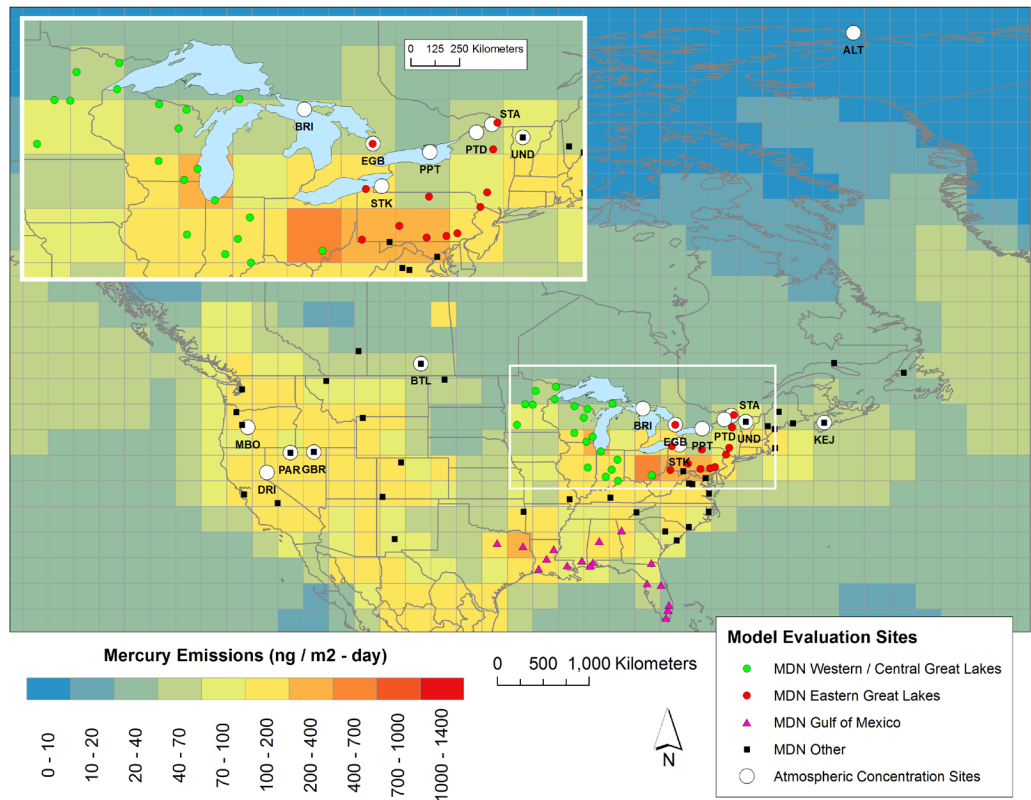 0 125 250 Kilometers
ALT
STA
BRI
PTD
UND
EGB
PPT
STK
BTL
STA
BRI
PTD
UND
KEJ
EGB
PPT
MBO
STK
PAR
GBR
DRI
Mercury Emissions (ng / m2 - day)
0 - 10
10 - 20
20 - 40
40 - 70
70 - 100
100 - 200
200 - 400
400 - 700
700 - 1000
1000 - 1400
0 500 1,000 Kilometers
N
Model Evaluation Sites
MDN Western / Central Great Lakes
MDN Eastern Great Lakes
MDN Gulf of Mexico
MDN Other
Atmospheric Concentration Sites